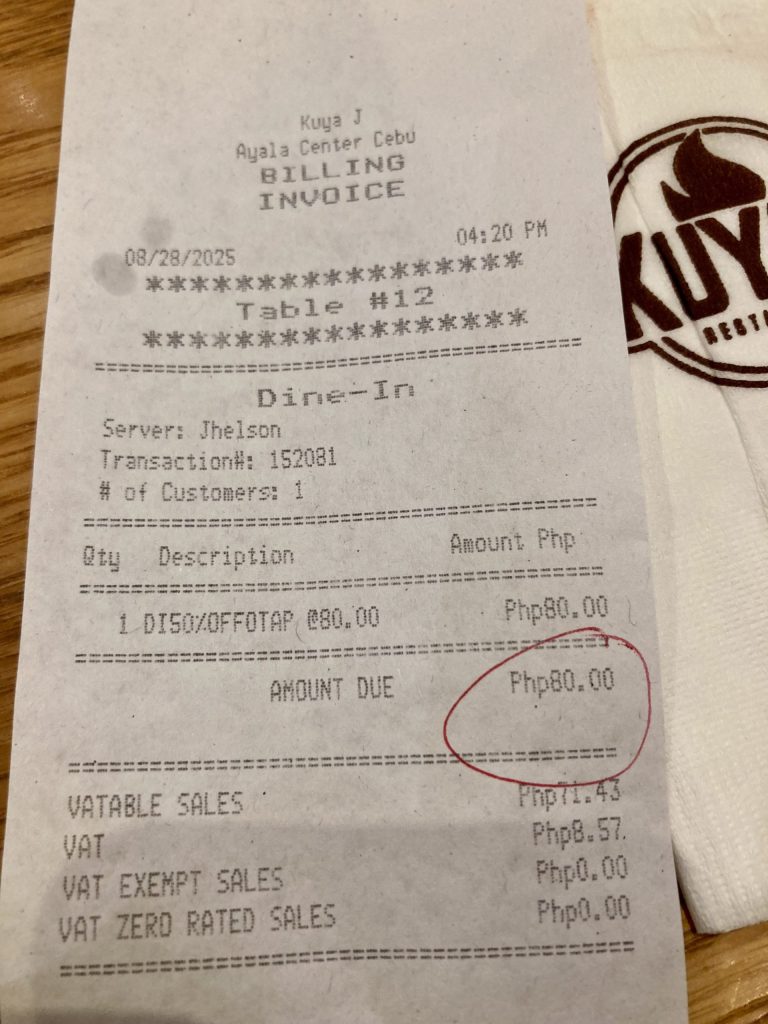 Kuya J
Ayala Center Cebu
BILLING
INVOICE
08/28/2025 04:20 PM
******************
Table #12
******************
Dine-In
Server: Jhelson
Transaction#: 152081
# of Customers: 1
Qty Description Amount Php
1 DI50%OFFOTAP @80.00 Php80.00
AMOUNT DUE Php80.00
VATABLE SALES Php71.43
VAT Php8.57
VAT EXEMPT SALES Php0.00
VAT ZERO RATED SALES Php0.00
KUY